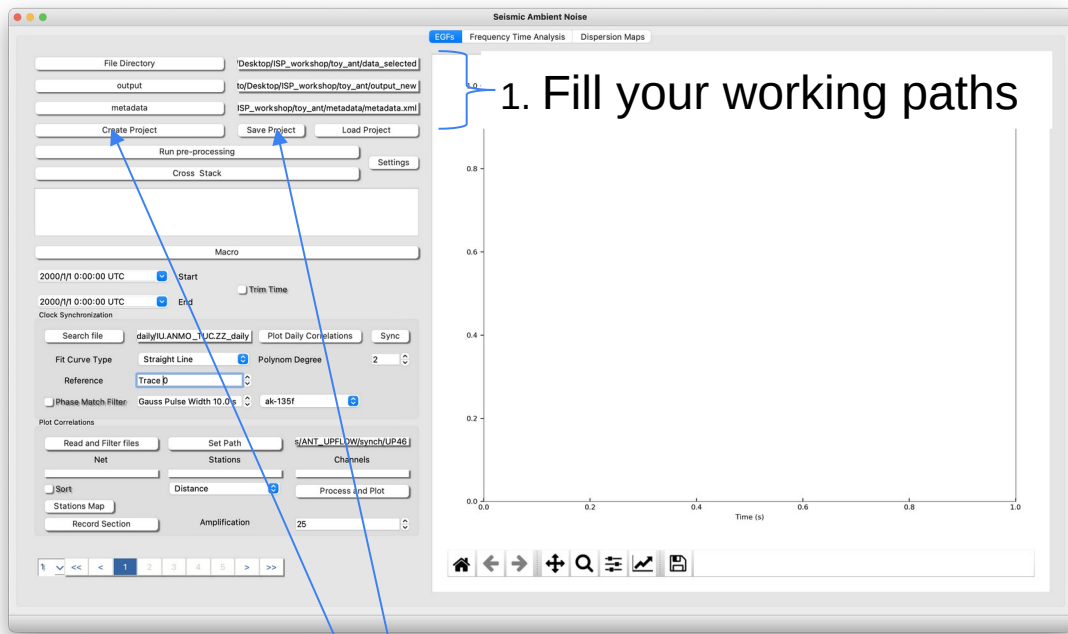 Seismic Ambient Noise
EGFs Frequency Time Analysis Dispersion Maps
File Directory 'Desktop/ISP_workshop/toy_ant/data_selected
output to/Desktop/ISP_workshop/toy_ant/output_new
metadata ISP_workshop/toy_ant/metadata/metadata.xml
1. Fill your working paths
Create Project Save Project Load Project
Run pre-processing
Settings
Cross Stack
Macro
2000/1/1 0:00:00 UTC Start
Trim Time
2000/1/1 0:00:00 UTC End
Clock Synchronization
Search file daily/IU.ANMO_TUC.ZZ_daily Plot Daily Correlations Sync
Fit Curve Type Straight Line Polynom Degree 2
Reference Trace 0
Phase Match Filter Gauss Pulse Width 10.0 s ak-135f
Plot Correlations
Read and Filter files Set Path s/ANT_UPFLOW/synch/UP46
Net Stations Channels
Sort Distance Process and Plot
Stations Map
Record Section Amplification 25
<< < 1 2 3 4 5 > >>
1.0
0.8
0.6
0.4
0.2
0.0
0.0 0.2 0.4 0.6 0.8 1.0
Time (s)